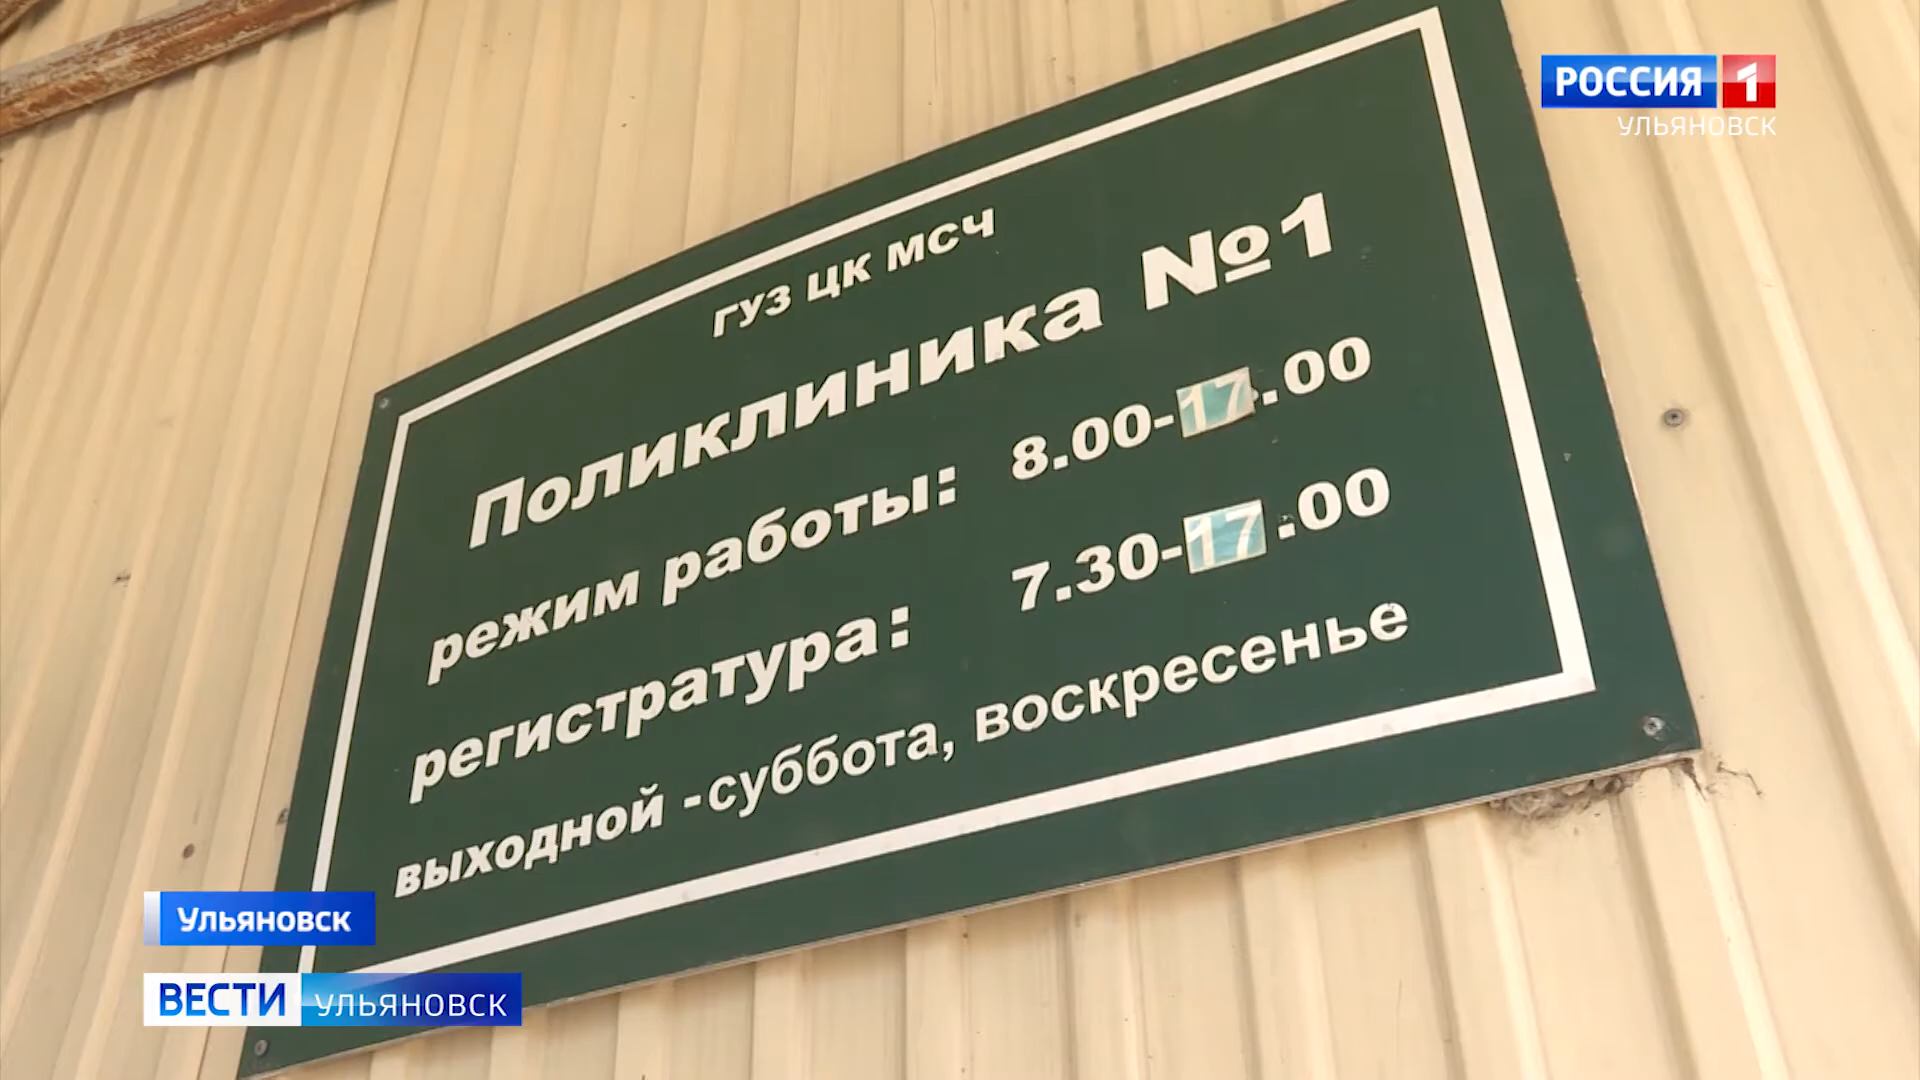 РОССИЯ 1
УЛЬЯНОВСК
ГУЗ ЦК МСЧ
Поликлиника №1
режим работы: 8.00-17.00
регистратура: 7.30-17.00
выходной -суббота, воскресенье
Ульяновск
ВЕСТИ УЛЬЯНОВСК